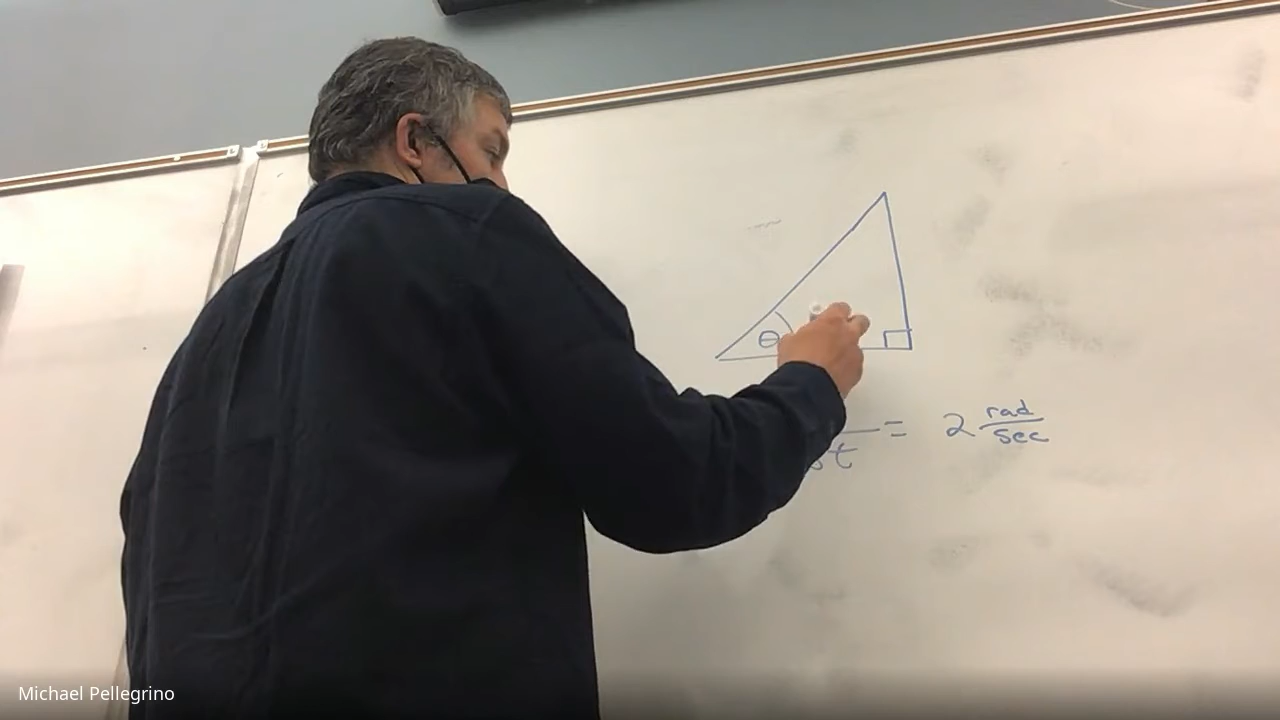 θ
t = 2 rad/sec
Michael Pellegrino